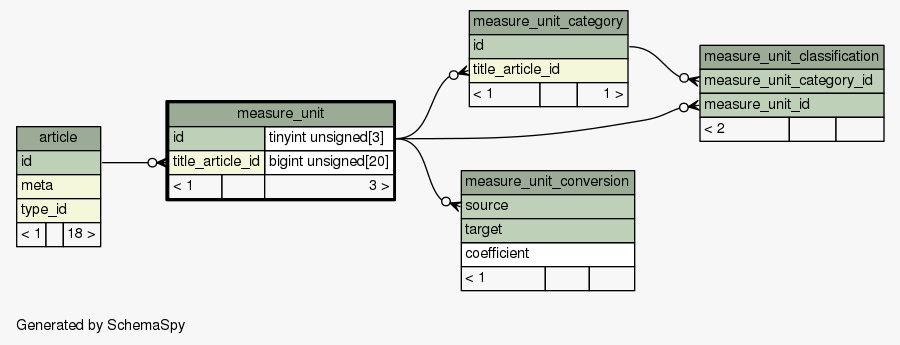 measure_unit_category
id
title_article_id
< 1 1 >
measure_unit_classification
measure_unit_category_id
measure_unit_id
< 2
measure_unit
id tinyint unsigned[3]
title_article_id bigint unsigned[20]
< 1 3 >
article
id
meta
type_id
< 1 18 >
measure_unit_conversion
source
target
coefficient
< 1
Generated by SchemaSpy